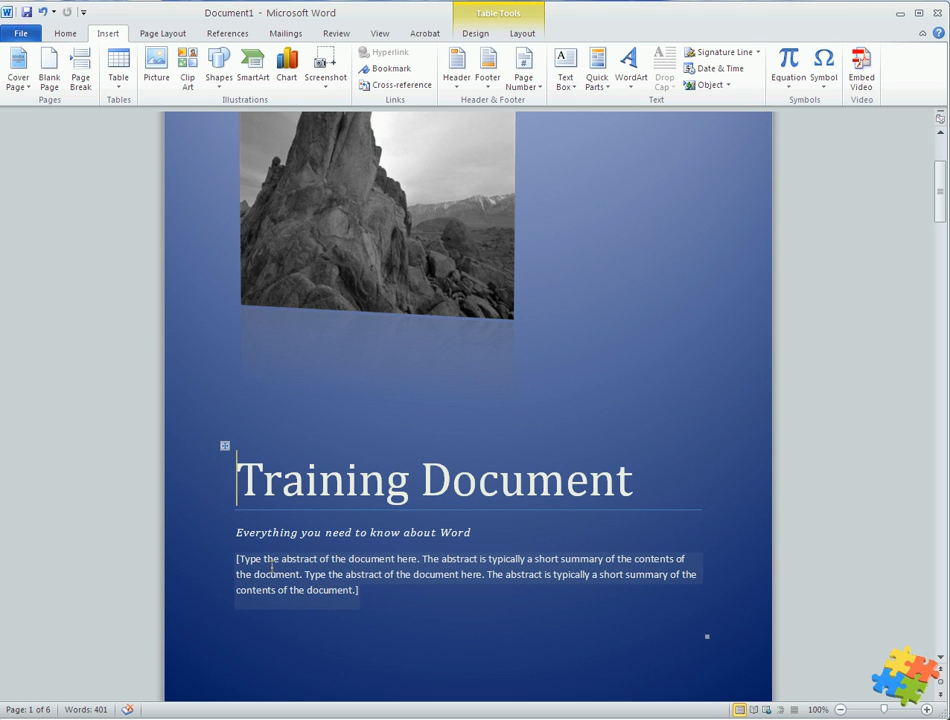 Document1 - Microsoft Word
Table Tools
File Home Insert Page Layout References Mailings Review View Acrobat Design Layout
Cover Page
Blank Page
Page Break
Pages
Table
Tables
Picture
Clip Art
Shapes
SmartArt
Chart
Screenshot
Illustrations
Hyperlink
Bookmark
Cross-reference
Links
Header
Footer
Page Number
Header & Footer
Text Box
Quick Parts
WordArt
Drop Cap
Signature Line
Date & Time
Object
Text
π
Equation
Ω
Symbol
Symbols
Embed Video
Video
Training Document
Everything you need to know about Word
[Type the abstract of the document here. The abstract is typically a short summary of the contents of
the document. Type the abstract of the document here. The abstract is typically a short summary of the
contents of the document.]
Page: 1 of 6 Words: 401 100%